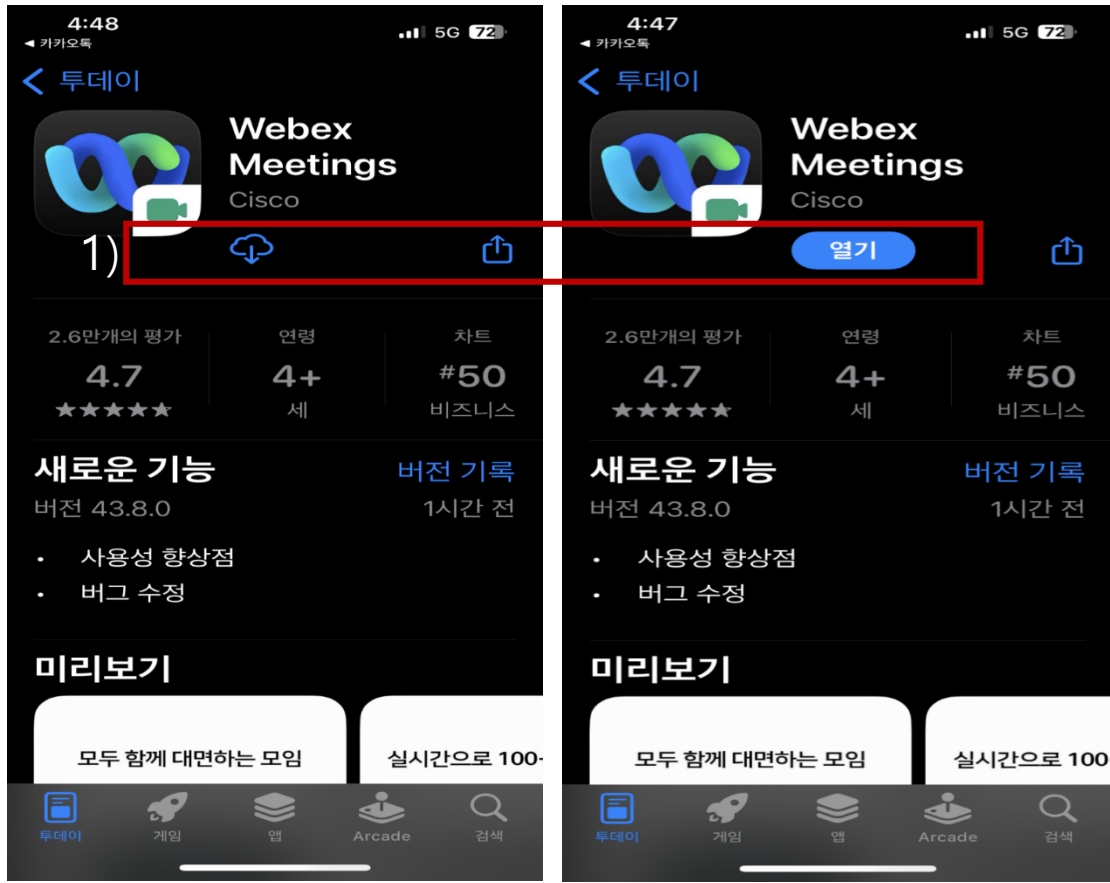 4:48
5G 72
◀ 카카오톡
투데이
Webex
Meetings
Cisco
1)
2.6만개의 평가
연령
차트
4.7
4+
#50
★★★★★
세
비즈니스
새로운 기능
버전 기록
버전 43.8.0
1시간 전
• 사용성 향상점
• 버그 수정
미리보기
모두 함께 대면하는 모임
실시간으로 100-
투데이
게임
앱
Arcade
검색
4:47
5G 72
◀ 카카오톡
투데이
Webex
Meetings
Cisco
열기
2.6만개의 평가
연령
차트
4.7
4+
#50
★★★★★
세
비즈니스
새로운 기능
버전 기록
버전 43.8.0
1시간 전
• 사용성 향상점
• 버그 수정
미리보기
모두 함께 대면하는 모임
실시간으로 100
투데이
게임
앱
Arcade
검색